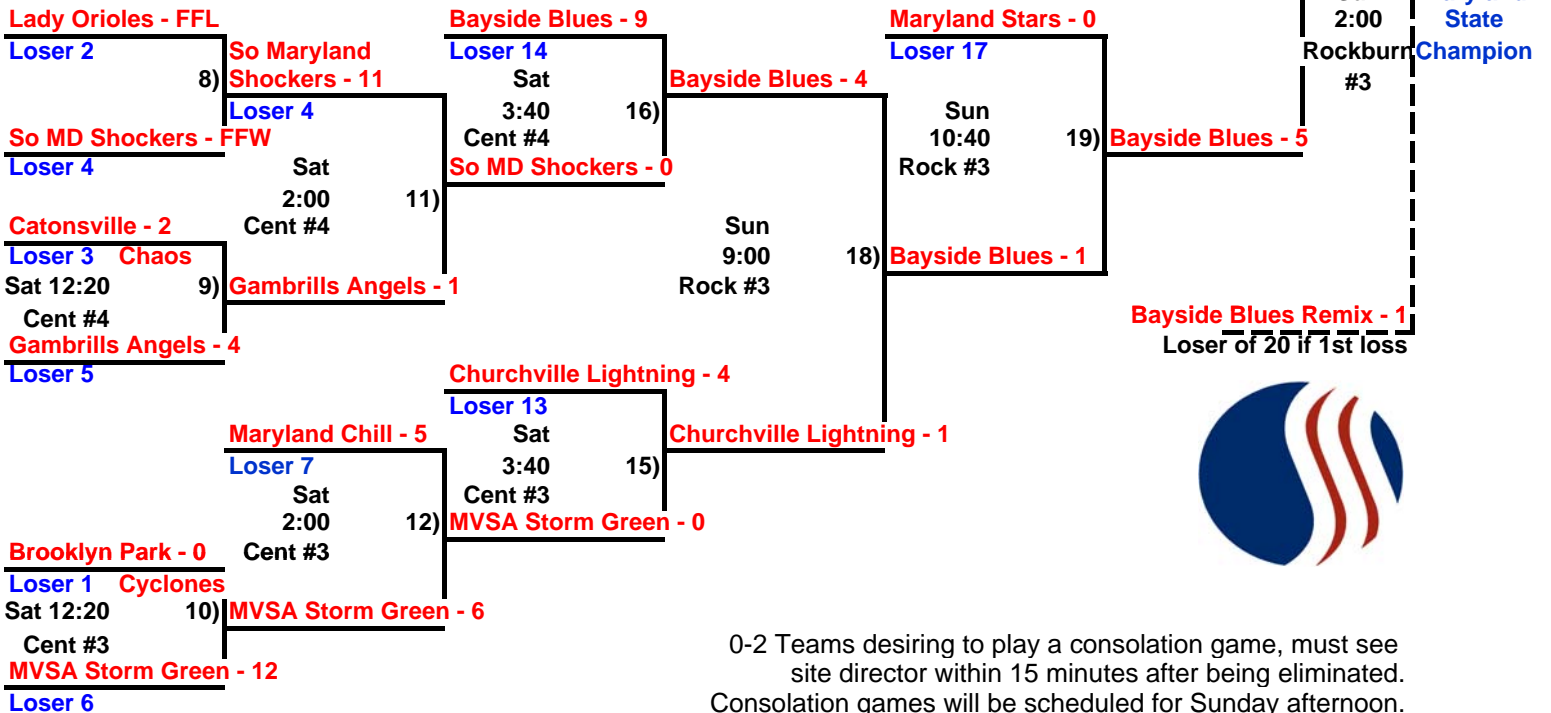 Lady Orioles - FFL
Bayside Blues - 9
Maryland Stars - 0
2:00
State
Loser 2
So Maryland
Loser 14
Loser 17
Rockburn
Champion
8)
Shockers - 11
Sat
Bayside Blues - 4
#3
Loser 4
3:40
16)
Sun
So MD Shockers - FFW
Cent #4
10:40
19)
Bayside Blues - 5
Loser 4
Sat
So MD Shockers - 0
Rock #3
2:00
11)
Catonsville - 2
Cent #4
Sun
Loser 3 Chaos
9:00
18)
Bayside Blues - 1
Sat 12:20
9)
Gambrills Angels - 1
Rock #3
Cent #4
Bayside Blues Remix - 1
Gambrills Angels - 4
Loser of 20 if 1st loss
Loser 5
Churchville Lightning - 4
Loser 13
Maryland Chill - 5
Sat
Churchville Lightning - 1
Loser 7
3:40
15)
Sat
Cent #3
2:00
12)
MVSA Storm Green - 0
Brooklyn Park - 0
Cent #3
Loser 1 Cyclones
Sat 12:20
10)
MVSA Storm Green - 6
Cent #3
MVSA Storm Green - 12
Loser 6
0-2 Teams desiring to play a consolation game, must see
site director within 15 minutes after being eliminated.
Consolation games will be scheduled for Sunday afternoon.